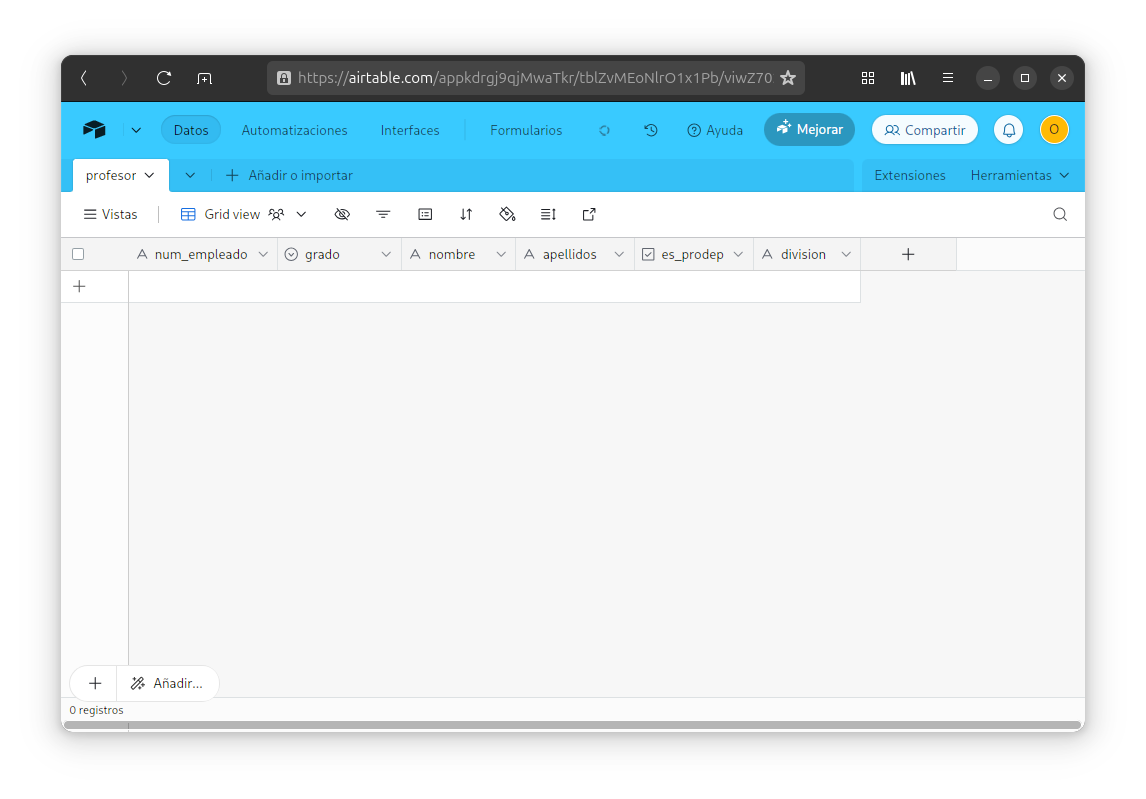 https://airtable.com/appkdrgj9qjMwaTkr/tblZvMEoNlrO1x1Pb/viwZ70
Datos Automatizaciones Interfaces Formularios Ayuda Mejorar Compartir O
profesor Añadir o importar Extensiones Herramientas
Vistas Grid view
num_empleado grado nombre apellidos es_prodep division
Añadir...
0 registros